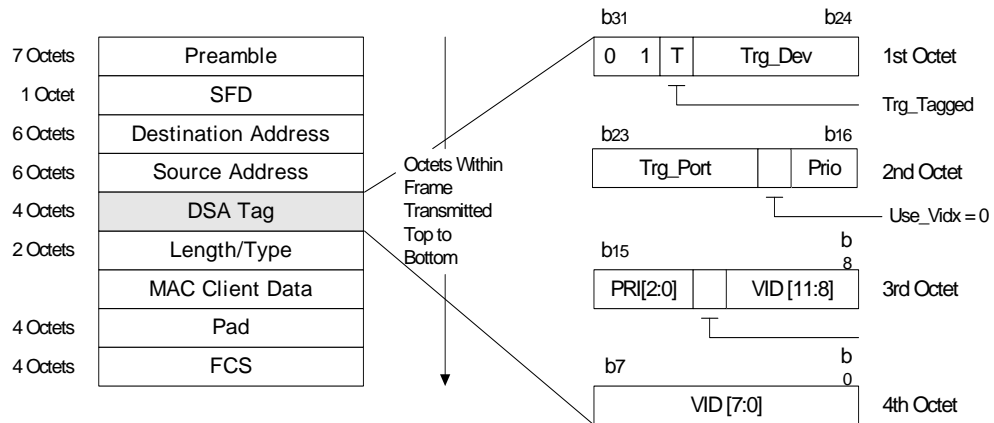 7 Octets Preamble
1 Octet SFD
6 Octets Destination Address
6 Octets Source Address
4 Octets DSA Tag
2 Octets Length/Type
MAC Client Data
4 Octets Pad
4 Octets FCS
Octets Within
Frame
Transmitted
Top to
Bottom
b31 b24
0 1 T Trg_Dev 1st Octet
Trg_Tagged
b23 b16
Trg_Port Prio 2nd Octet
Use_Vidx = 0
b15 b
8
PRI[2:0] VID [11:8] 3rd Octet
b7 b
0
VID [7:0] 4th Octet